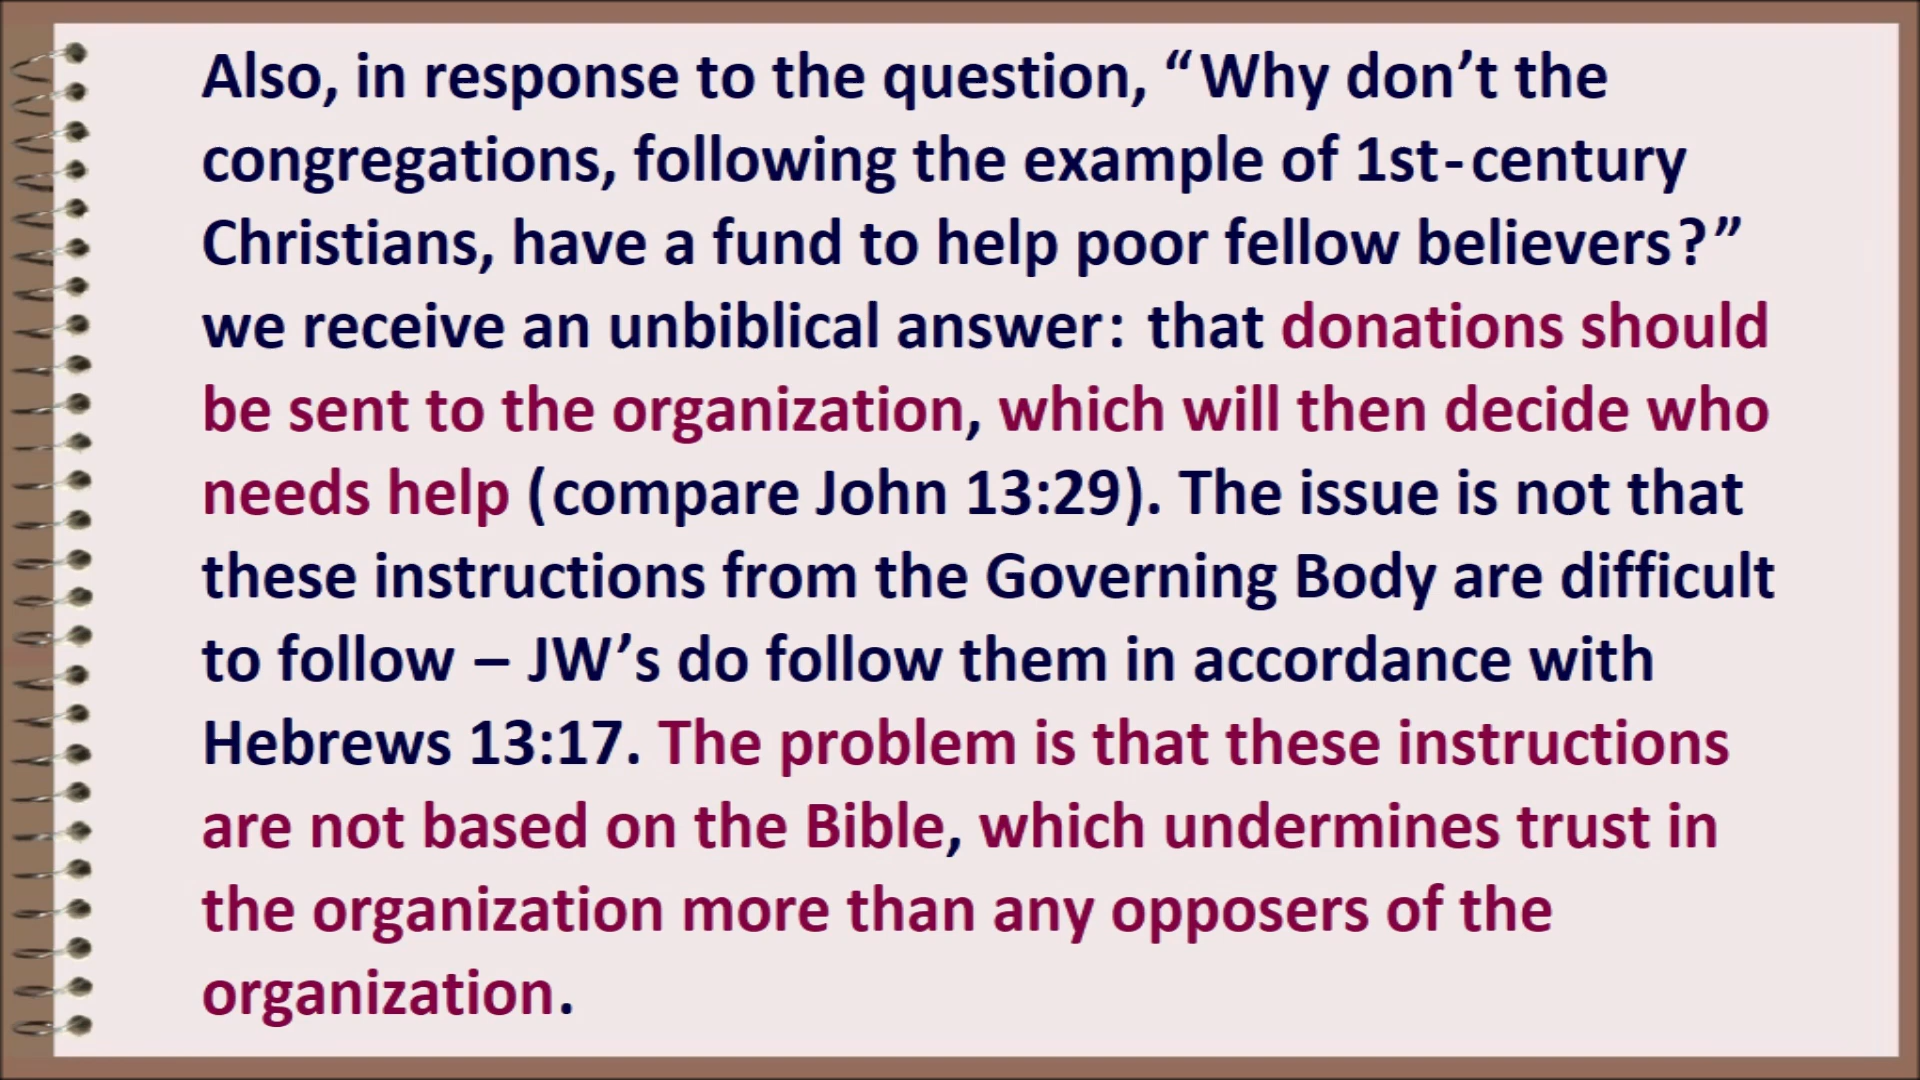 Also, in response to the question, “Why don’t the
congregations, following the example of 1st-century
Christians, have a fund to help poor fellow believers?”
we receive an unbiblical answer: that donations should
be sent to the organization, which will then decide who
needs help (compare John 13:29). The issue is not that
these instructions from the Governing Body are difficult
to follow – JW’s do follow them in accordance with
Hebrews 13:17. The problem is that these instructions
are not based on the Bible, which undermines trust in
the organization more than any opposers of the
organization.